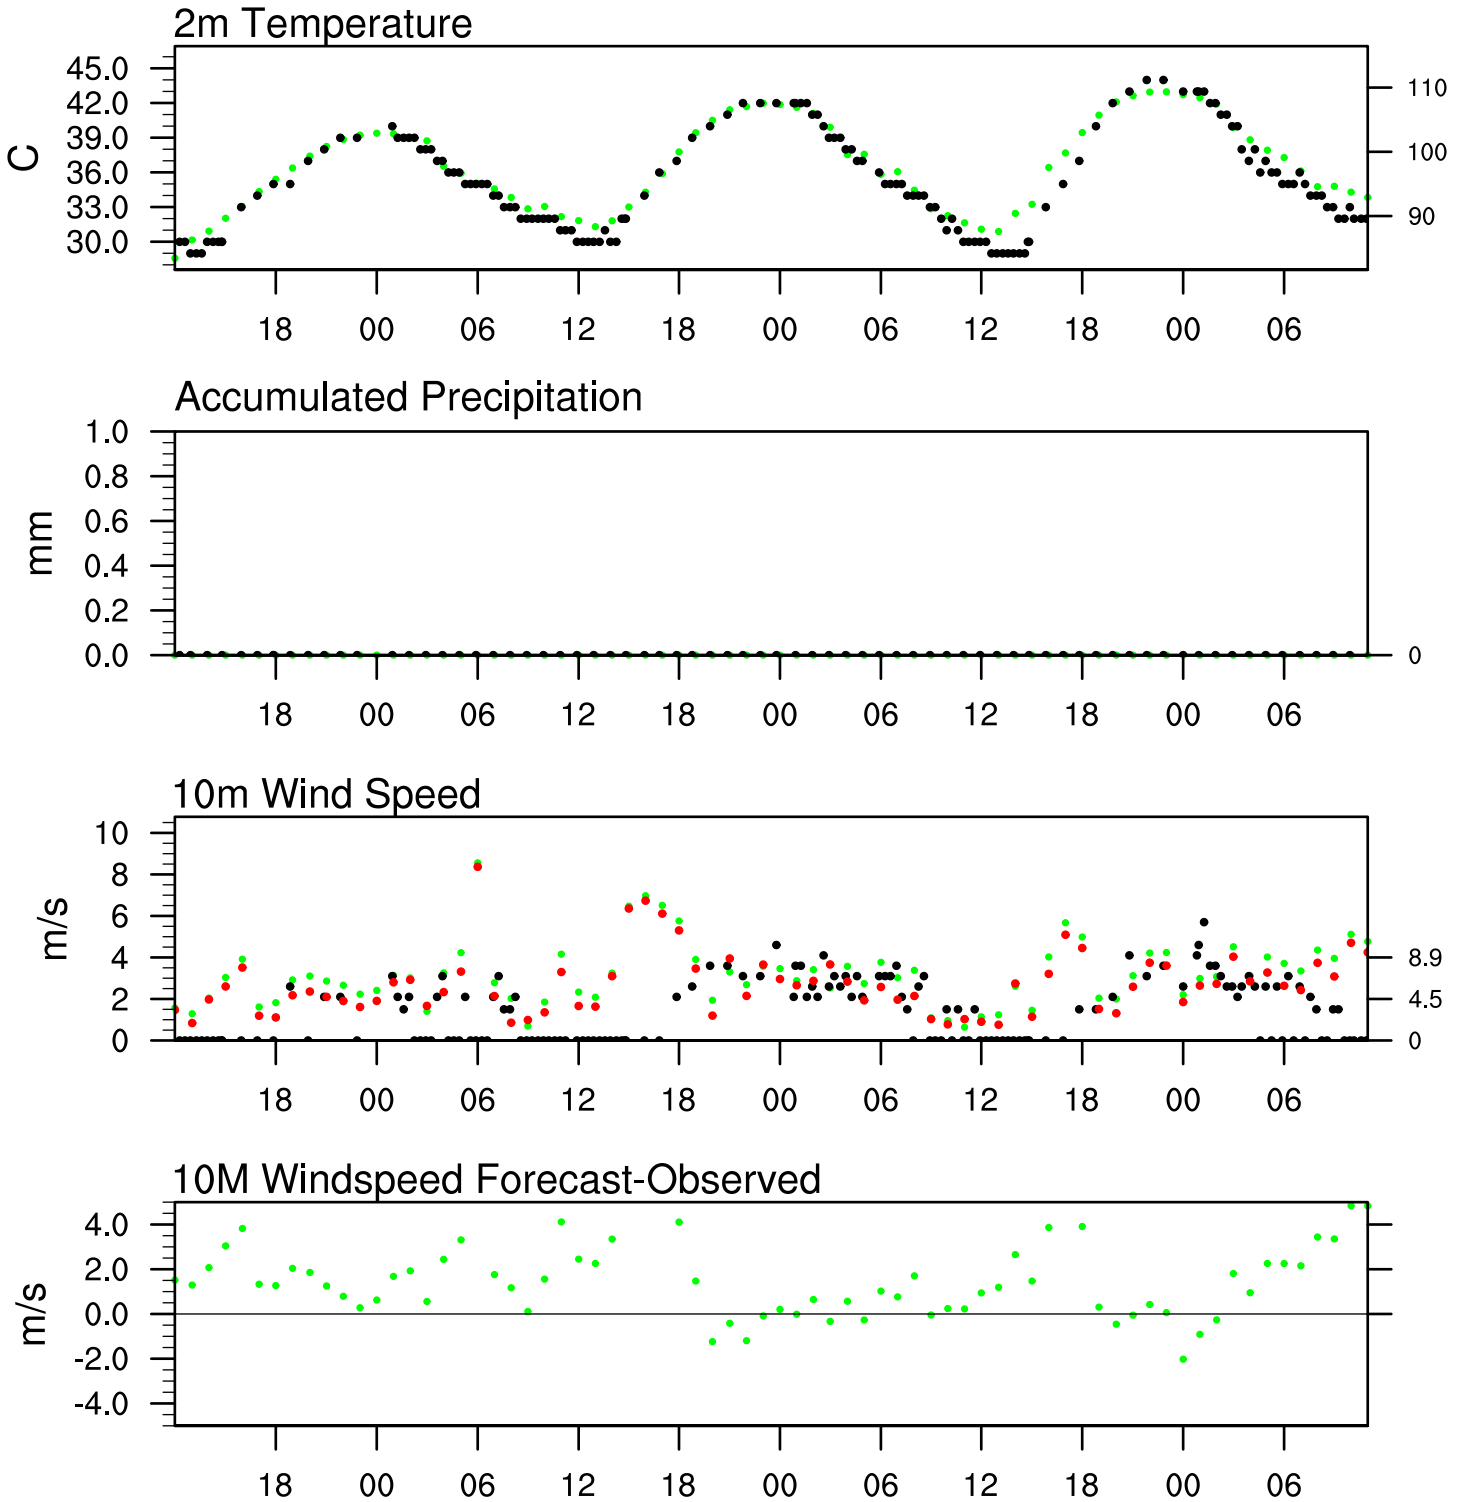 2m Temperature
C
45.0
42.0
39.0
36.0
33.0
30.0
110
100
90
18 00 06 12 18 00 06 12 18 00 06
Accumulated Precipitation
mm
1.0
0.8
0.6
0.4
0.2
0.0
0
18 00 06 12 18 00 06 12 18 00 06
10m Wind Speed
m/s
10
8
6
4
2
0
8.9
4.5
0
18 00 06 12 18 00 06 12 18 00 06
10M Windspeed Forecast-Observed
m/s
4.0
2.0
0.0
-2.0
-4.0
18 00 06 12 18 00 06 12 18 00 06